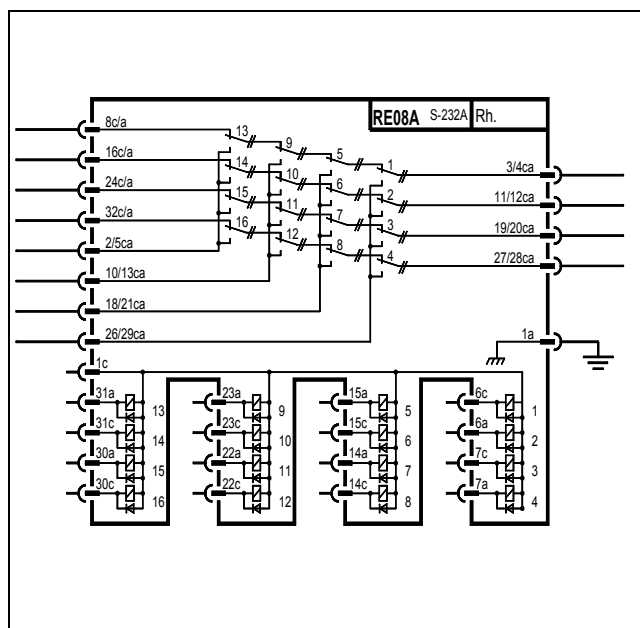 RE08A S-232A Rh.
8c/a 13
9
16c/a 14 5
10 1 3/4ca
24c/a 15 6
11 2 11/12ca
32c/a 16 7
12 3 19/20ca
2/5ca 8
4 27/28ca
10/13ca
18/21ca
26/29ca 1a
1c
31a 13 23a 9 15a 5 6c 1
31c 14 23c 10 15c 6 6a 2
30a 15 22a 11 14a 7 7c 3
30c 16 22c 12 14c 8 7a 4